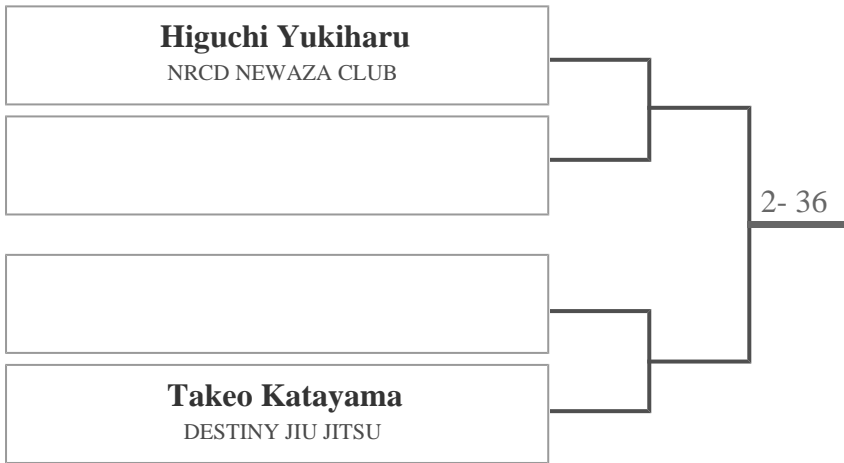 Higuchi Yukiharu
NRCD NEWAZA CLUB
2- 36
Takeo Katayama
DESTINY JIU JITSU